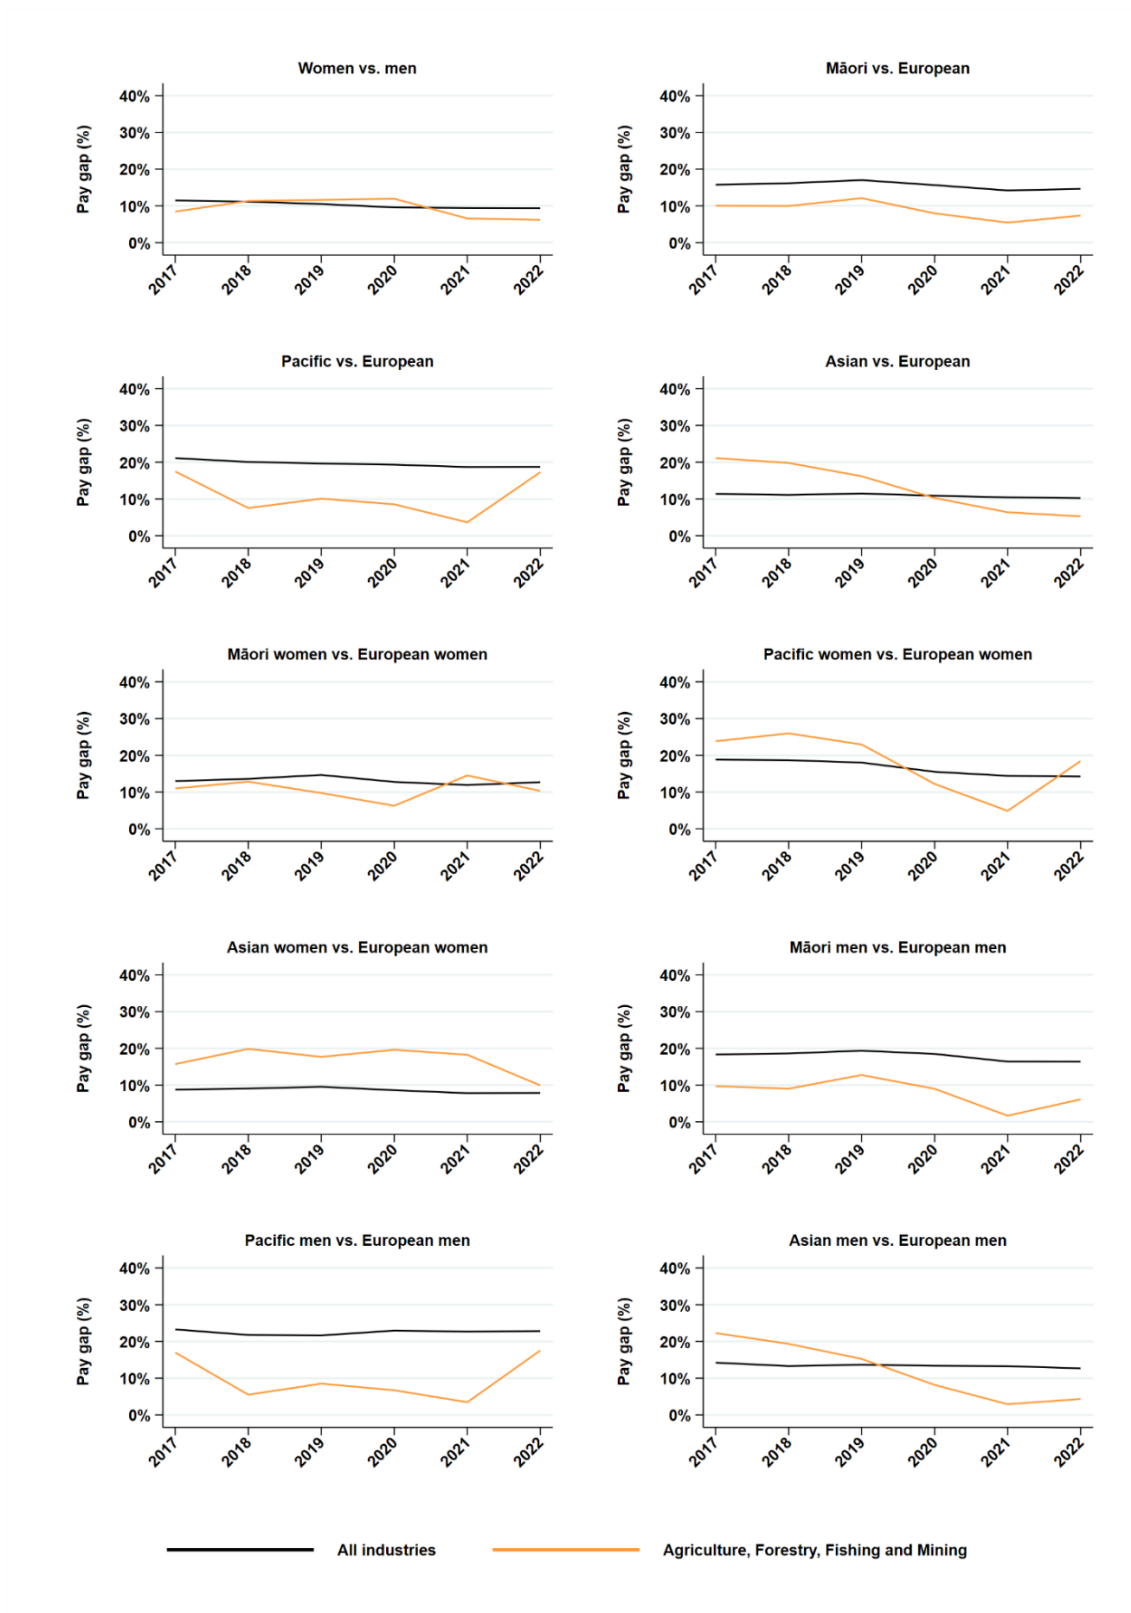 Women vs. men
Pay gap (%)
40%
30%
20%
10%
0%
2017 2018 2019 2020 2021 2022
Māori vs. European
Pay gap (%)
40%
30%
20%
10%
0%
2017 2018 2019 2020 2021 2022
Pacific vs. European
Pay gap (%)
40%
30%
20%
10%
0%
2017 2018 2019 2020 2021 2022
Asian vs. European
Pay gap (%)
40%
30%
20%
10%
0%
2017 2018 2019 2020 2021 2022
Māori women vs. European women
Pay gap (%)
40%
30%
20%
10%
0%
2017 2018 2019 2020 2021 2022
Pacific women vs. European women
Pay gap (%)
40%
30%
20%
10%
0%
2017 2018 2019 2020 2021 2022
Asian women vs. European women
Pay gap (%)
40%
30%
20%
10%
0%
2017 2018 2019 2020 2021 2022
Māori men vs. European men
Pay gap (%)
40%
30%
20%
10%
0%
2017 2018 2019 2020 2021 2022
Pacific men vs. European men
Pay gap (%)
40%
30%
20%
10%
0%
2017 2018 2019 2020 2021 2022
Asian men vs. European men
Pay gap (%)
40%
30%
20%
10%
0%
2017 2018 2019 2020 2021 2022
All industries
Agriculture, Forestry, Fishing and Mining